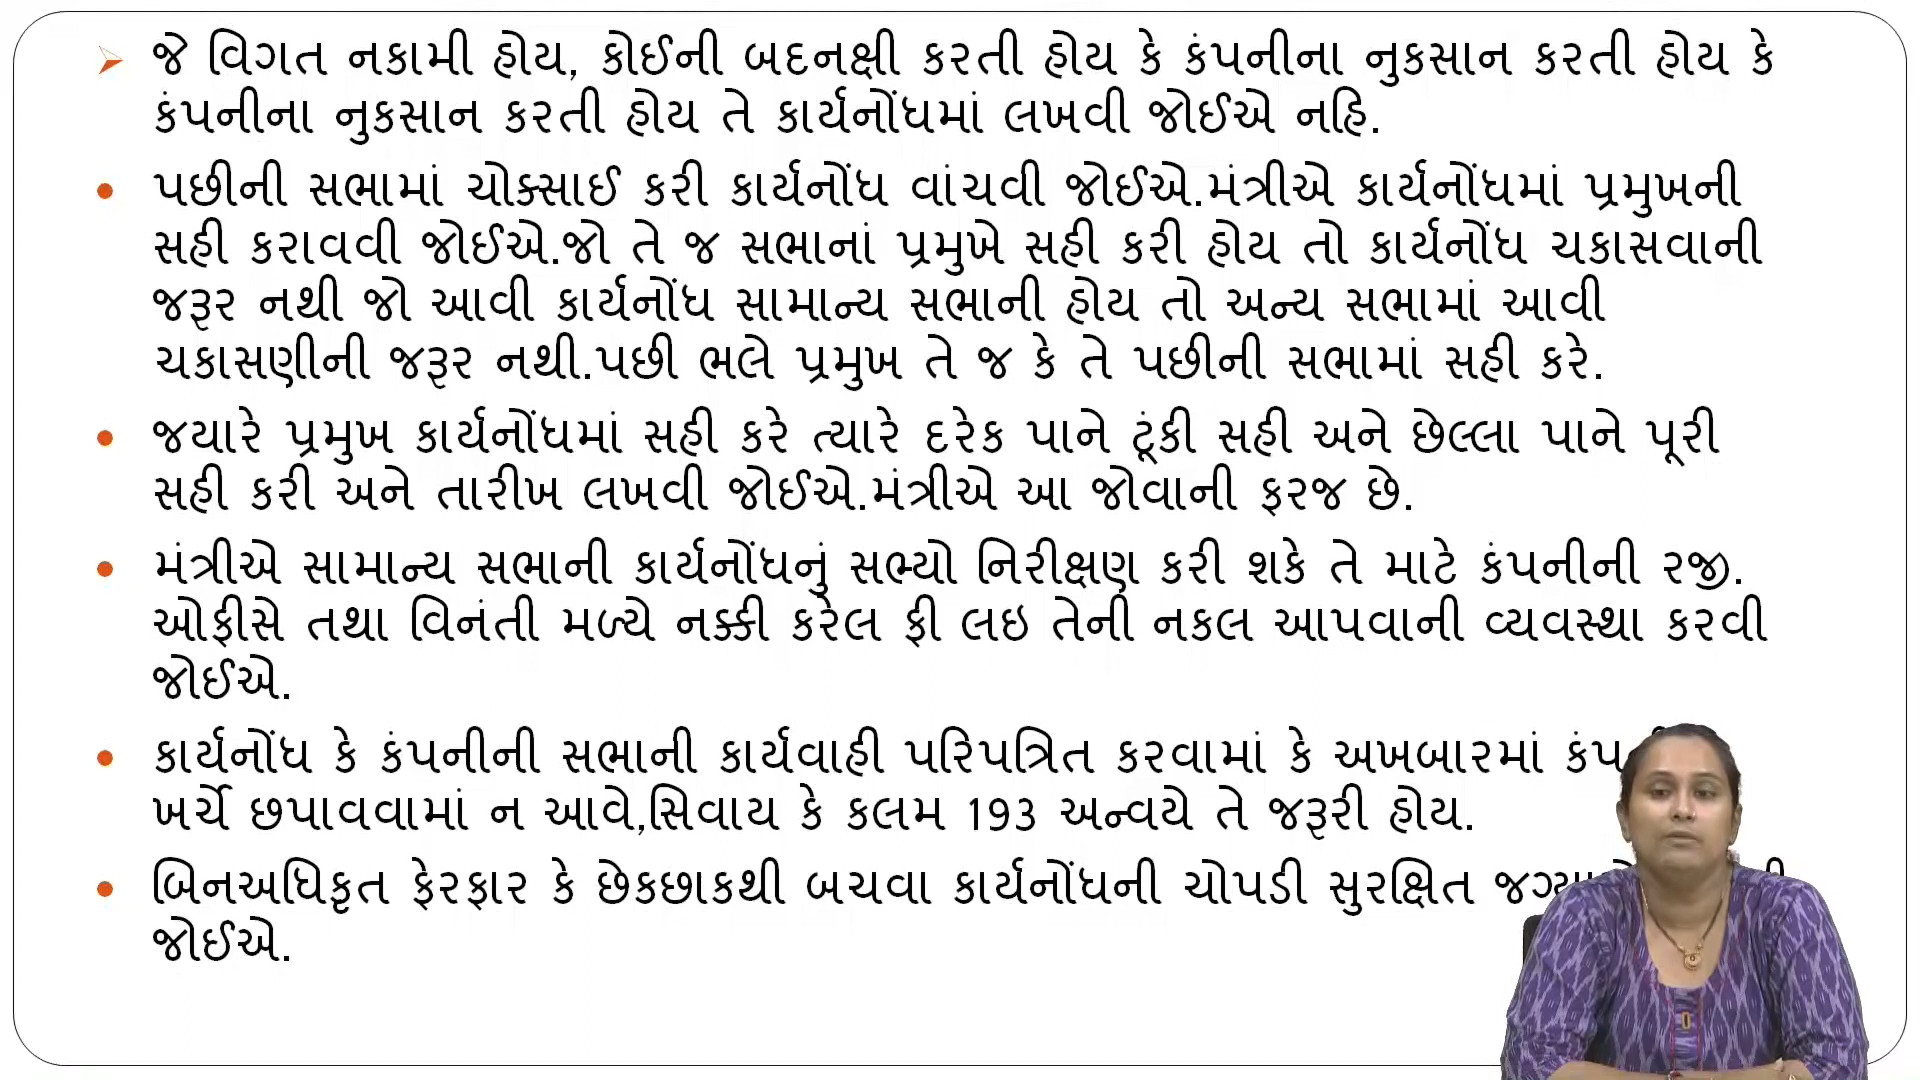 જે વિગત નકામી હોય, કોઈની બદનક્ષી કરતી હોય કે કંપનીના નુકસાન કરતી હોય કે
કંપનીના નુકસાન કરતી હોય તે કાર્યનોંધમાં લખવી જોઈએ નહિ.
પછીની સભામાં ચોક્સાઈ કરી કાર્યનોંધ વાંચવી જોઈએ.મંત્રીએ કાર્યનોંધમાં પ્રમુખની
સહી કરાવવી જોઈએ.જો તે જ સભાનાં પ્રમુખે સહી કરી હોય તો કાર્યનોંધ ચકાસવાની
જરૂર નથી જો આવી કાર્યનોંધ સામાન્ય સભાની હોય તો અન્ય સભામાં આવી
ચકાસણીની જરૂર નથી.પછી ભલે પ્રમુખ તે જ કે તે પછીની સભામાં સહી કરે.
જયારે પ્રમુખ કાર્યનોંધમાં સહી કરે ત્યારે દરેક પાને ટૂંકી સહી અને છેલ્લા પાને પૂરી
સહી કરી અને તારીખ લખવી જોઈએ.મંત્રીએ આ જોવાની ફરજ છે.
મંત્રીએ સામાન્ય સભાની કાર્યનોંધનું સભ્યો નિરીક્ષણ કરી શકે તે માટે કંપનીની રજી.
ઓફીસે તથા વિનંતી મળ્યે નક્કી કરેલ ફી લઇ તેની નકલ આપવાની વ્યવસ્થા કરવી
જોઈએ.
કાર્યનોંધ કે કંપનીની સભાની કાર્યવાહી પરિપત્રિત કરવામાં કે અખબારમાં
ખર્ચે છપાવવામાં ન આવે,સિવાય કે કલમ 193 અન્વયે તે જરૂરી હોય.
બિનઅધિકૃત ફેરફાર કે છેકછાકથી બચવા કાર્યનોંધની ચોપડી સુરક્ષિત
જોઈએ.